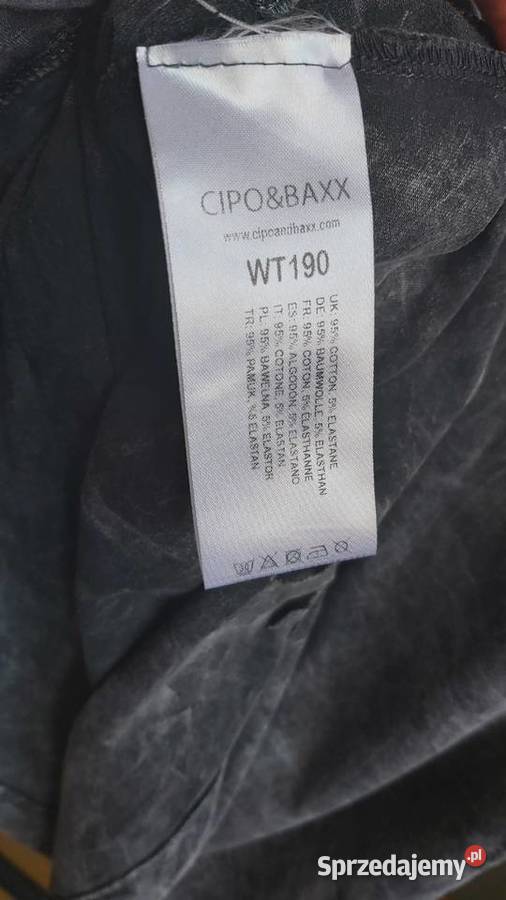 CIPO&BAXX
www.cipoandbaxx.com
WT190
UK: 95% COTTON, 5% ELASTANE
DE: 95% BAUMWOLLE, 5% ELASTHAN
FR: 95% COTON, 5% ELASTHANNE
ES: 95% ALGODON, 5% ELASTANO
IT: 95% COTONE, 5% ELASTAN
PL: 95% BAWELNA, 5% ELASTOR
TR: 95% PAMUK, %5 ELASTAN
Sprzedajemy.pl